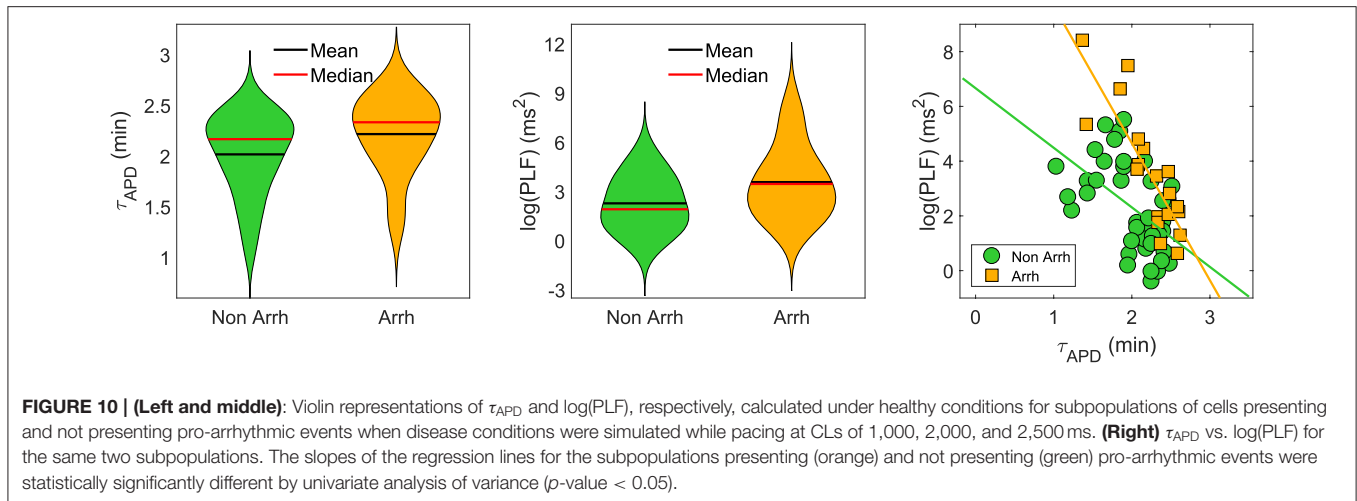 3
2.5
2
1.5
1
τAPD (min)
Mean
Median
Non Arrh
Arrh
12
9
6
3
0
-3
log(PLF) (ms²)
Mean
Median
Non Arrh
Arrh
8
6
4
2
0
log(PLF) (ms²)
Non Arrh
Arrh
0
1
2
3
τAPD (min)
FIGURE 10 | (Left and middle): Violin representations of τAPD and log(PLF), respectively, calculated under healthy conditions for subpopulations of cells presenting
and not presenting pro-arrhythmic events when disease conditions were simulated while pacing at CLs of 1,000, 2,000, and 2,500 ms. (Right) τAPD vs. log(PLF) for
the same two subpopulations. The slopes of the regression lines for the subpopulations presenting (orange) and not presenting (green) pro-arrhythmic events were
statistically significantly different by univariate analysis of variance (p-value < 0.05).